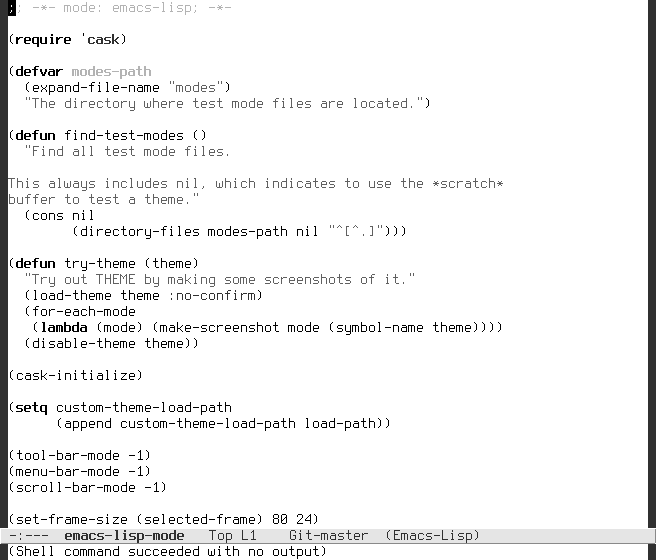 ;; -*- mode: emacs-lisp; -*-
(require 'cask)
(defvar modes-path
  (expand-file-name "modes")
  "The directory where test mode files are located.")
(defun find-test-modes ()
  "Find all test mode files.
This always includes nil, which indicates to use the *scratch*
buffer to test a theme."
  (cons nil
        (directory-files modes-path nil "^[^.]")))
(defun try-theme (theme)
  "Try out THEME by making some screenshots of it."
  (load-theme theme :no-confirm)
  (for-each-mode
   (lambda (mode) (make-screenshot mode (symbol-name theme))))
  (disable-theme theme))
(cask-initialize)
(setq custom-theme-load-path
      (append custom-theme-load-path load-path))
(tool-bar-mode -1)
(menu-bar-mode -1)
(scroll-bar-mode -1)
(set-frame-size (selected-frame) 80 24)
-:---  emacs-lisp-mode   Top L1    Git-master  (Emacs-Lisp)
(Shell command succeeded with no output)